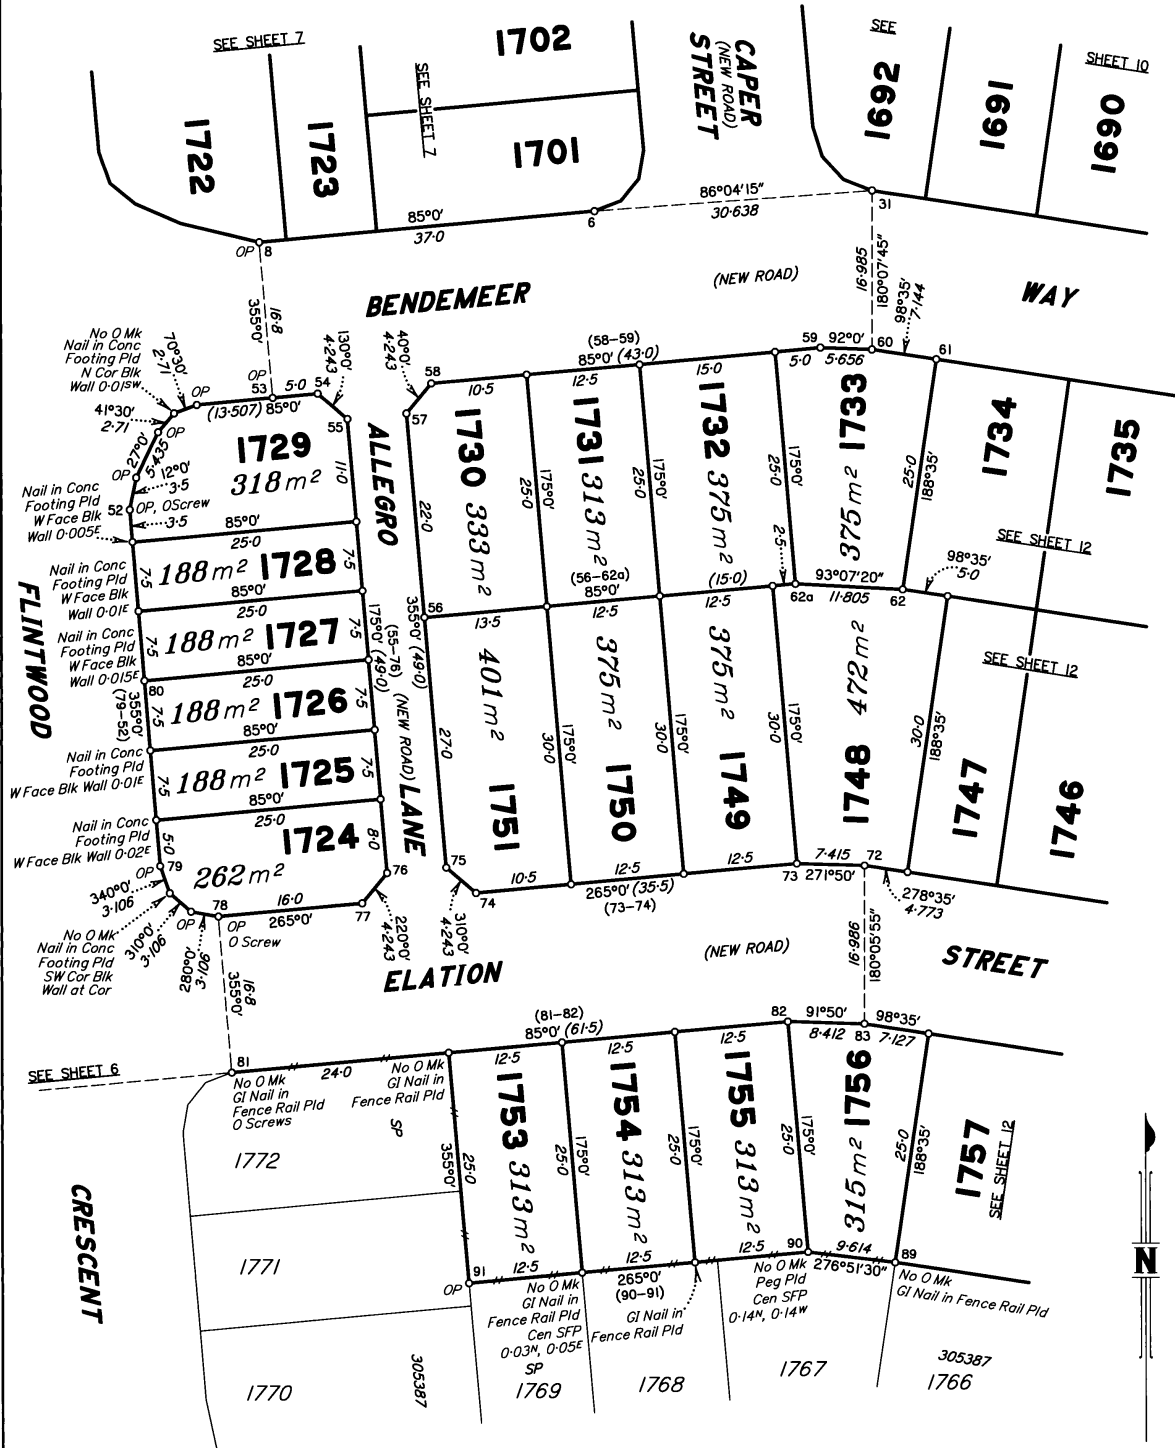 SEE SHEET 7
1702
CAPER
STREET
(NEW ROAD)
SEE
1692
1691
SHEET 10
1690
1722
1723
SEE SHEET 7
1701
86°04'15"
30·638
31
85°0'
37·0
6
OP
8
BENDEMEER
(NEW ROAD)
WAY
16·985
180°07'45"
98°35'
7·144
355°0'
16·8
No O Mk
Nail in Conc
Footing Pld
N Cor Blk
Wall 0·01SW
70°30'
2·71
OP
OP
53
5·0
54
130°0'
4·243
40°0'
4·243
58
10·5
(58-59)
85°0' (43·0)
12·5
15·0
59
92°0'
5·0
5·656
60
61
41°30'
2·71
OP
(13·507) 85°0'
55
57
27°0'
5·435
OP
12°0'
3·5
1729
318 m²
11·0
ALLEGRO
22·0
1730
333 m²
25·0
175°0'
1731
313 m²
25·0
175°0'
1732
375 m²
25·0
175°0'
1733
375 m²
25·0
188°35'
1734
1735
Nail in Conc
Footing Pld
W Face Blk
Wall 0·005E
52
OP, OScrew
3·5
85°0'
25·0
SEE SHEET 12
Nail in Conc
Footing Pld
W Face Blk
Wall 0·01E
7·5
188 m²
1728
7·5
85°0'
25·0
(56-62a)
85°0'
(15·0)
2·5
93°07'20"
11·805
62a
62
98°35'
5·0
FLINTWOOD
Nail in Conc
Footing Pld
W Face Blk
Wall 0·015E
7·5
188 m²
1727
7·5
175°0'
(55-76)
(49·0)
355°0'
(49·0)
56
13·5
12·5
12·5
85°0'
25·0
80
355°0'
(79-52)
7·5
188 m²
1726
7·5
(NEW ROAD)
401 m²
375 m²
375 m²
472 m²
SEE SHEET 12
85°0'
25·0
Nail in Conc
Footing Pld
W Face Blk Wall 0·01E
7·5
188 m²
1725
7·5
27·0
30·0
175°0'
30·0
175°0'
30·0
175°0'
30·0
188°35'
85°0'
25·0
LANE
1751
1750
1749
1748
1747
1746
Nail in Conc
Footing Pld
W Face Blk Wall 0·02E
5·0
1724
262 m²
8·0
OP
79
76
75
10·5
12·5
12·5
7·415
72
340°0'
3·106
78
16·0
265°0'
77
74
265°0' (35·5)
(73-74)
73
271°50'
278°35'
4·773
OP
OP
O Screw
No O Mk
Nail in Conc
Footing Pld
SW Cor Blk
Wall at Cor
310°0'
3·106
280°0'
3·106
220°0'
4·243
310°0'
4·243
16·986
180°05'55"
355°0'
16·8
ELATION
(NEW ROAD)
STREET
(81-82)
85°0' (61·5)
82
91°50'
98°35'
8·412
83
7·127
81
24·0
12·5
12·5
12·5
SEE SHEET 6
No O Mk
GI Nail in
Fence Rail Pld
O Screws
No O Mk
GI Nail in
Fence Rail Pld
SP
1772
355°0'
25·0
1753
313 m²
25·0
175°0'
1754
313 m²
25·0
175°0'
1755
313 m²
25·0
175°0'
1756
315 m²
25·0
188°35'
1757
SEE SHEET 12
CRESCENT
1771
91
12·5
12·5
12·5
90
9·614
89
OP
265°0'
(90-91)
276°51'30"
No O Mk
GI Nail in
Fence Rail Pld
Cen SFP
0·03N, 0·05E
SP
GI Nail in
Fence Rail Pld
No O Mk
Peg Pld
Cen SFP
0·14N, 0·14W
No O Mk
GI Nail in Fence Rail Pld
N
1770
305387
1769
1768
1767
305387
1766